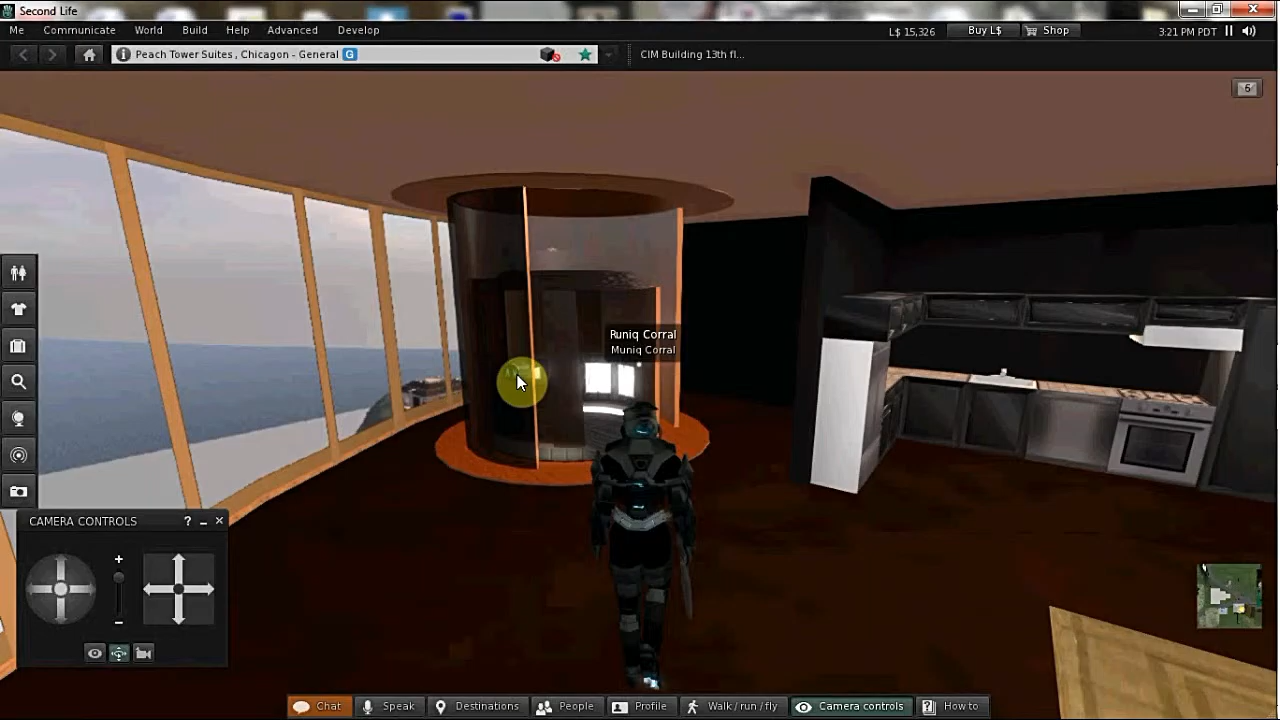 Second Life
Me Communicate World Build Help Advanced Develop
L$ 15,326 Buy L$ Shop 3:21 PM PDT
Peach Tower Suites , Chicagon - General G
CIM Building 13th fl...
6
Runiq Corral
Muniq Corral
CAMERA CONTROLS ? _ ×
+
-
Chat Speak Destinations People Profile Walk / run / fly Camera controls How to